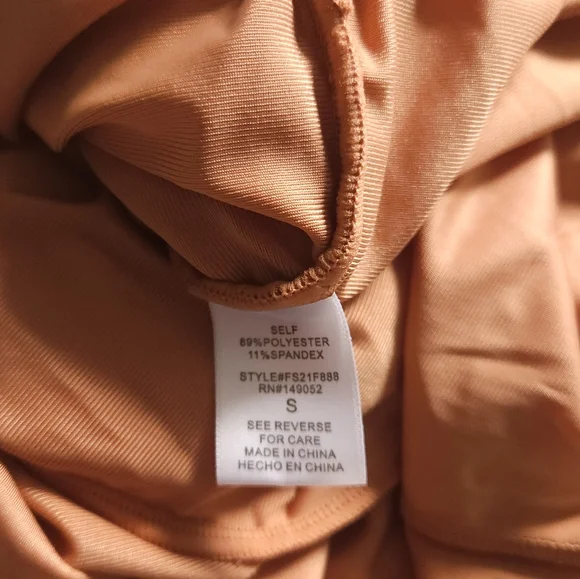 SELF
89%POLYESTER
11%SPANDEX
STYLE#FS21F888
RN#149052
S
SEE REVERSE
FOR CARE
MADE IN CHINA
HECHO EN CHINA